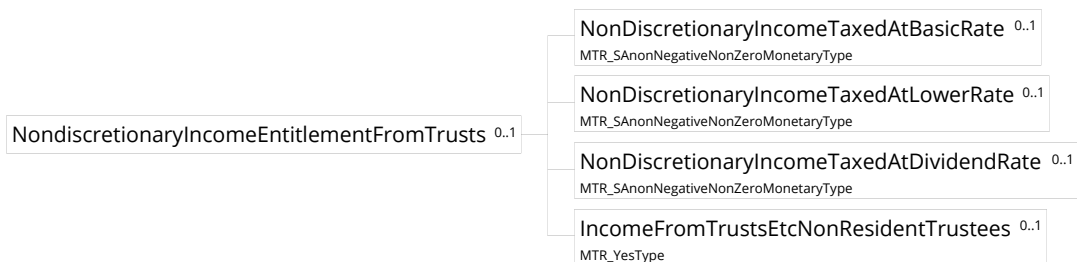 NondiscretionaryIncomeEntitlementFromTrusts 0..1
NonDiscretionaryIncomeTaxedAtBasicRate 0..1
MTR_SAnonNegativeNonZeroMonetaryType
NonDiscretionaryIncomeTaxedAtLowerRate 0..1
MTR_SAnonNegativeNonZeroMonetaryType
NonDiscretionaryIncomeTaxedAtDividendRate 0..1
MTR_SAnonNegativeNonZeroMonetaryType
IncomeFromTrustsEtcNonResidentTrustees 0..1
MTR_YesType